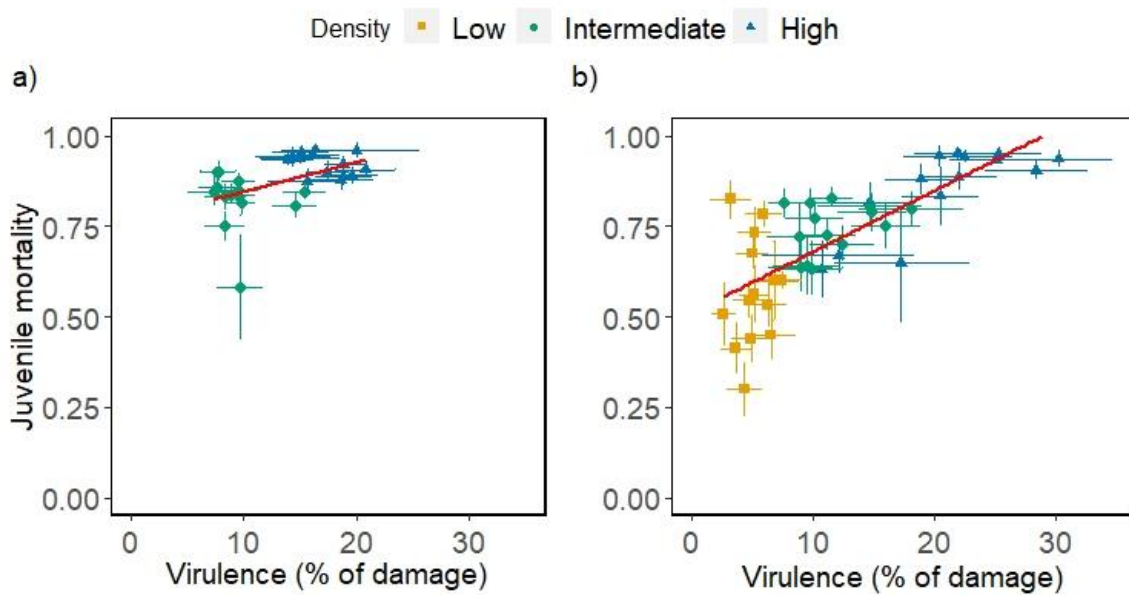 Density Low Intermediate High
a) b)
1.00 1.00
0.75 0.75
0.50 0.50
0.25 0.25
0.00 0.00
Juvenile mortality
0 10 20 30 0 10 20 30
Virulence (% of damage) Virulence (% of damage)